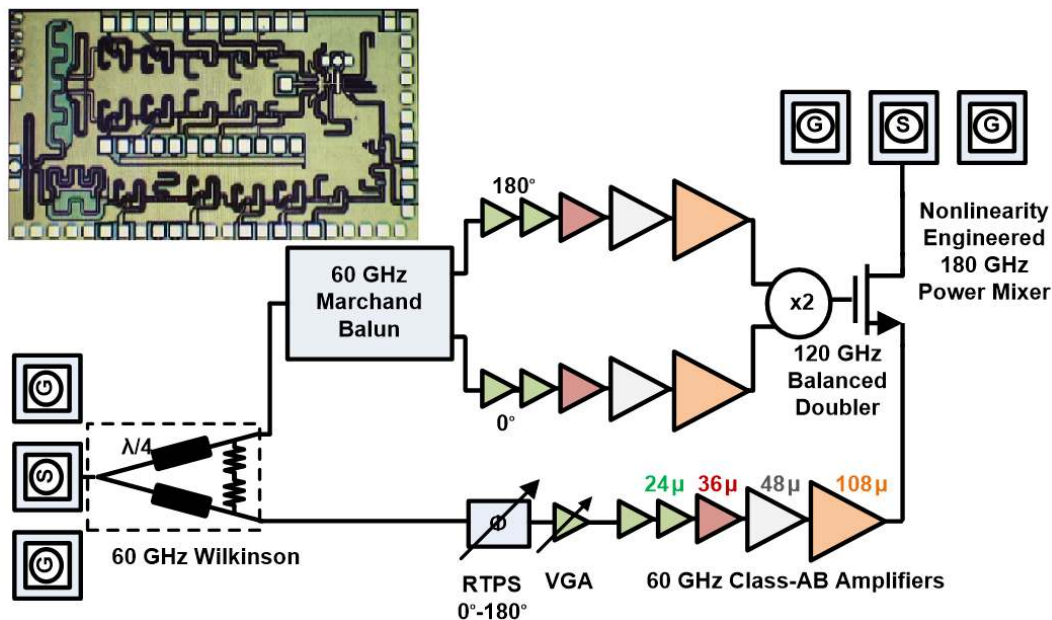 G
S
G
Nonlinearity
Engineered
180 GHz
Power Mixer
180°
60 GHz
Marchand
Balun
x2
120 GHz
Balanced
Doubler
0°
G
S
G
λ/4
60 GHz Wilkinson
24µ
36µ
48µ
108µ
Φ
RTPS
0°-180°
VGA
60 GHz Class-AB Amplifiers